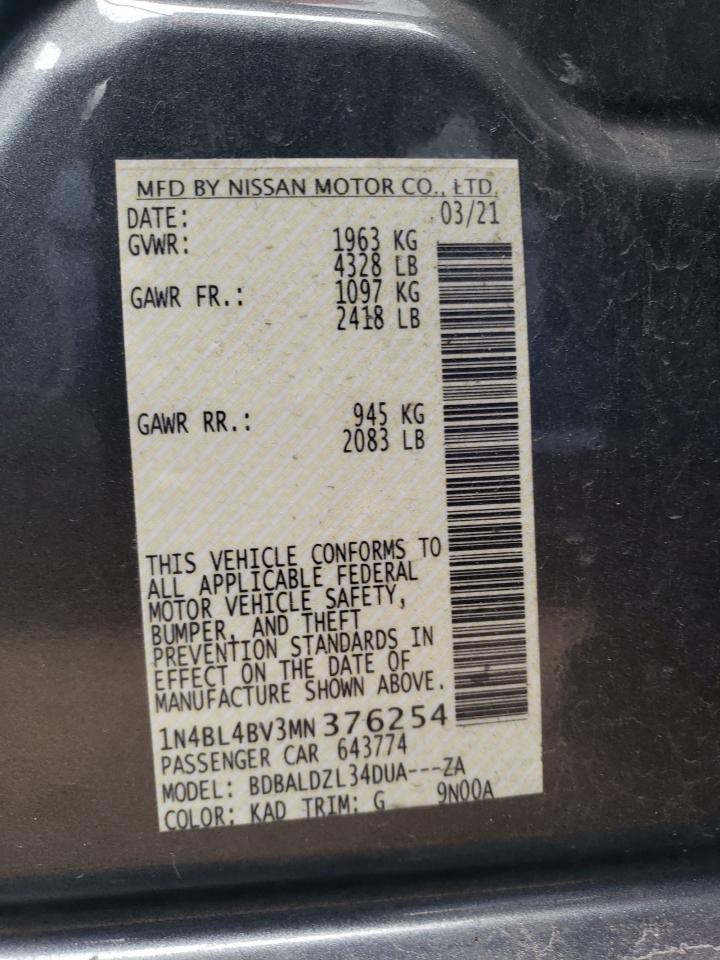 MFD BY NISSAN MOTOR CO., LTD.
DATE: 03/21
GVWR: 1963 KG
4328 LB
GAWR FR.: 1097 KG
2418 LB
GAWR RR.: 945 KG
2083 LB
THIS VEHICLE CONFORMS TO
ALL APPLICABLE FEDERAL
MOTOR VEHICLE SAFETY,
BUMPER, AND THEFT
PREVENTION STANDARDS IN
EFFECT ON THE DATE OF
MANUFACTURE SHOWN ABOVE.
1N4BL4BV3MN376254
PASSENGER CAR 643774
MODEL: BDBALDZL34DUA---ZA
COLOR: KAD TRIM: G 9N00A